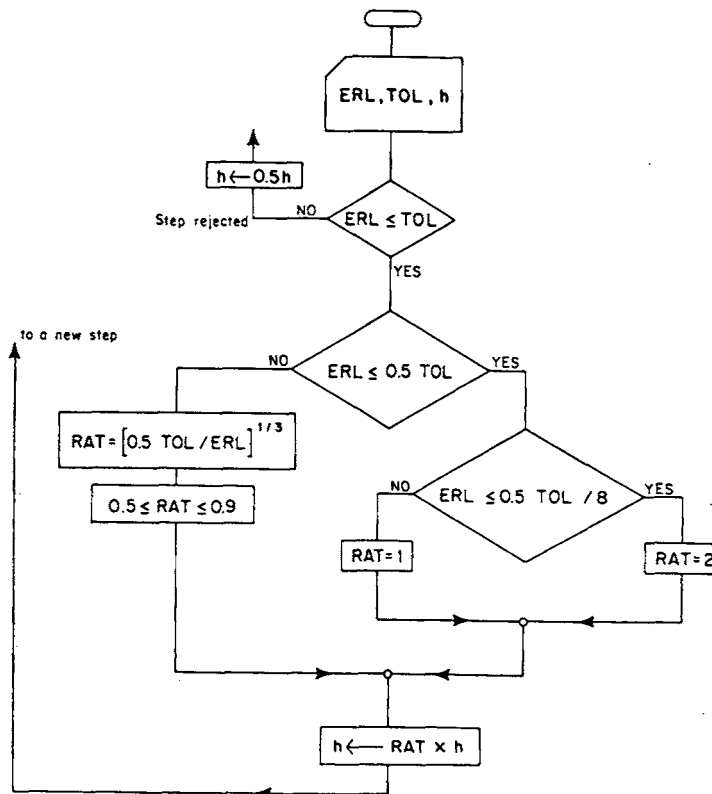 ERL, TOL, h
h ← 0.5h
Step rejected
NO
ERL ≤ TOL
YES
to a new step
NO
ERL ≤ 0.5 TOL
YES
RAT = [0.5 TOL / ERL]^1/3
0.5 ≤ RAT ≤ 0.9
NO
ERL ≤ 0.5 TOL / 8
YES
RAT = 1
RAT = 2
h ← RAT × h